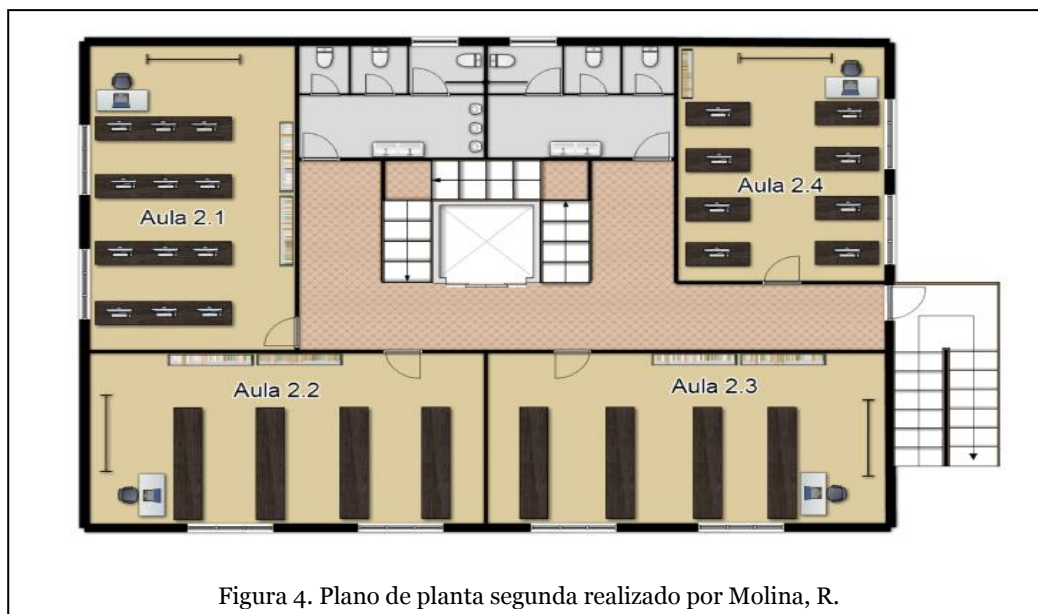 Aula 2.1
Aula 2.4
Aula 2.2
Aula 2.3
Figura 4. Plano de planta segunda realizado por Molina, R.